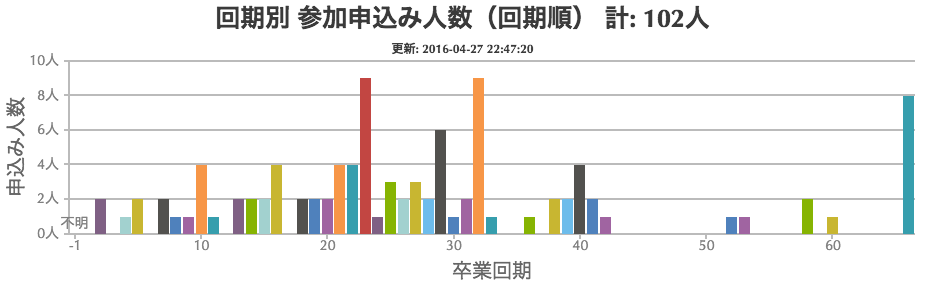 回期別 参加申込み人数（回期順） 計: 102人
更新: 2016-04-27 22:47:20
申込み人数
10人
8人
6人
4人
2人
0人
不明
-1
10
20
30
40
50
60
卒業回期